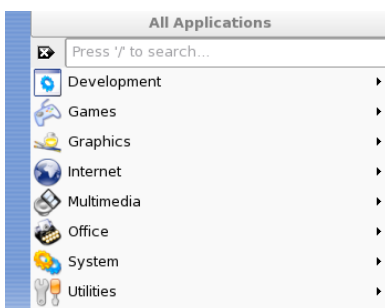 All Applications
Press '/' to search...
Development
Games
Graphics
Internet
Multimedia
Office
System
Utilities